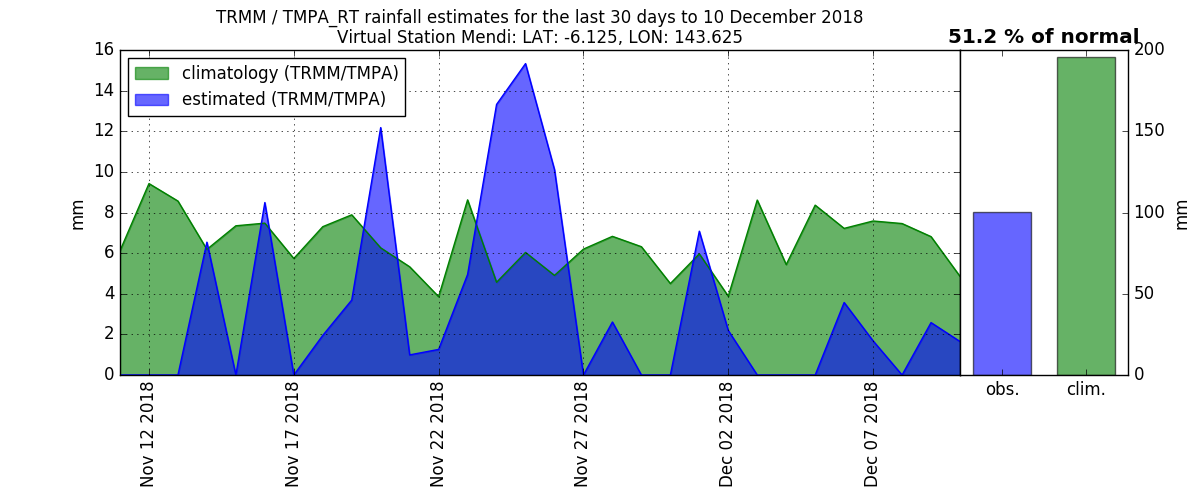 TRMM / TMPA_RT rainfall estimates for the last 30 days to 10 December 2018
Virtual Station Mendi: LAT: -6.125, LON: 143.625
51.2 % of normal
climatology (TRMM/TMPA)
estimated (TRMM/TMPA)
mm
16
14
12
10
8
6
4
2
0
Nov 12 2018
Nov 17 2018
Nov 22 2018
Nov 27 2018
Dec 02 2018
Dec 07 2018
obs.
clim.
200
150
100
50
0
mm